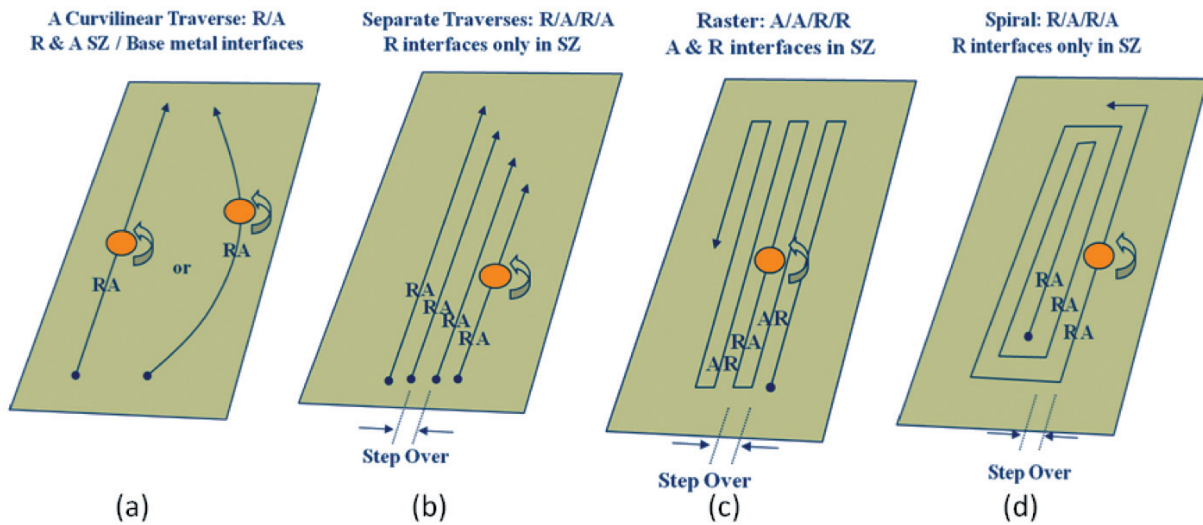 A Curvilinear Traverse: R/A
R & A SZ / Base metal interfaces
RA
or
RA
(a)
Separate Traverses: R/A/R/A
R interfaces only in SZ
RA
RA
RA
RA
Step Over
(b)
Raster: A/A/R/R
A & R interfaces in SZ
AR
RA
AR
Step Over
(c)
Spiral: R/A/R/A
R interfaces only in SZ
RA
RA
RA
Step Over
(d)